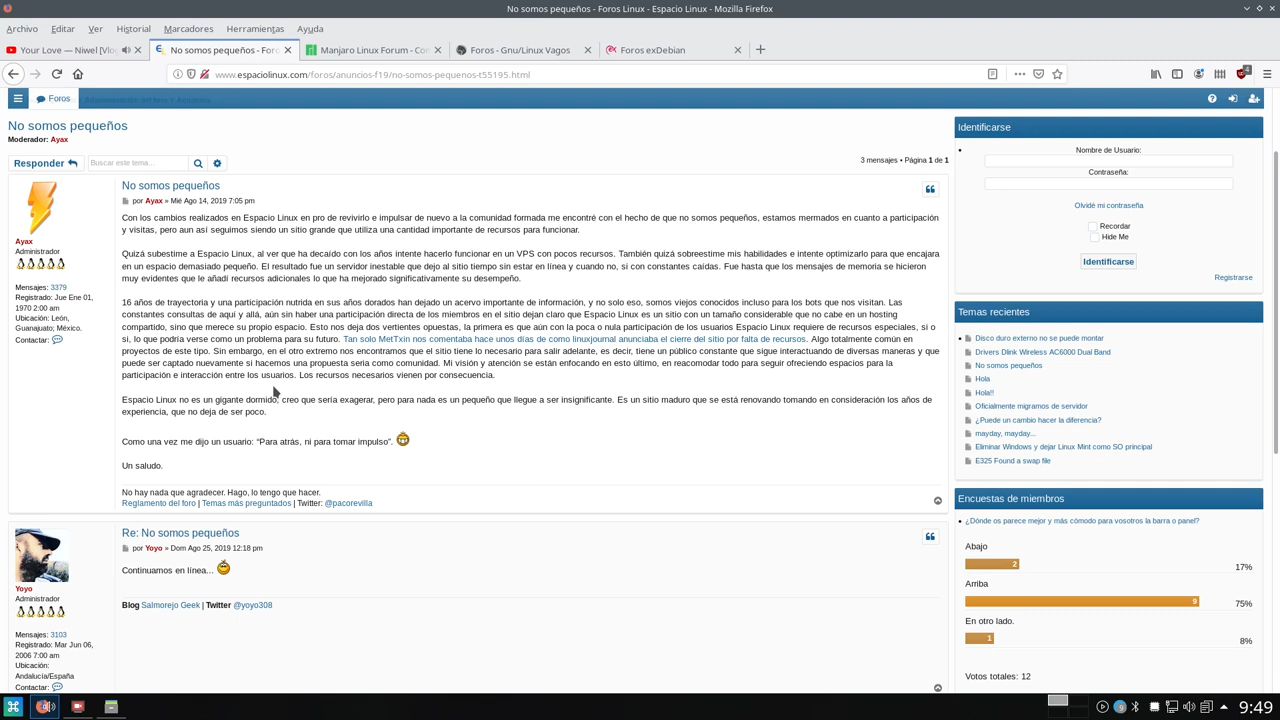 No somos pequeños - Foros Linux - Espacio Linux - Mozilla Firefox
Archivo Editar Ver Historial Marcadores Herramientas Ayuda
Your Love — Niwel [Vlog
No somos pequeños - Foro
Manjaro Linux Forum - Con
Foros - Gnu/Linux Vagos
Foros exDebian
www.espaciolinux.com/foros/anuncios-f19/no-somos-pequenos-t55195.html
4
Foros
No somos pequeños
Moderador: Ayax
Responder
Buscar este tema…
3 mensajes • Página 1 de 1
Ayax
Administrador
Mensajes: 3379
Registrado: Jue Ene 01,
1970 2:00 am
Ubicación: León,
Guanajuato; México.
Contactar:
No somos pequeños
por Ayax » Mié Ago 14, 2019 7:05 pm
Con los cambios realizados en Espacio Linux en pro de revivirlo e impulsar de nuevo a la comunidad formada me encontré con el hecho de que no somos pequeños, estamos mermados en cuanto a participación
y visitas, pero aun así seguimos siendo un sitio grande que utiliza una cantidad importante de recursos para funcionar.
Quizá subestime a Espacio Linux, al ver que ha decaído con los años intente hacerlo funcionar en un VPS con pocos recursos. También quizá sobreestime mis habilidades e intente optimizarlo para que encajara
en un espacio demasiado pequeño. El resultado fue un servidor inestable que dejo al sitio tiempo sin estar en línea y cuando no, si con constantes caídas. Fue hasta que los mensajes de memoria se hicieron
muy evidentes que le añadí recursos adicionales lo que ha mejorado significativamente su desempeño.
16 años de trayectoria y una participación nutrida en sus años dorados han dejado un acervo importante de información, y no solo eso, somos viejos conocidos incluso para los bots que nos visitan. Las
constantes consultas de aquí y allá, aún sin haber una participación directa de los miembros en el sitio dejan claro que Espacio Linux es un sitio con un tamaño considerable que no cabe en un hosting
compartido, sino que merece su propio espacio. Esto nos deja dos vertientes opuestas, la primera es que aún con la poca o nula participación de los usuarios Espacio Linux requiere de recursos especiales, si o
si, lo que podría verse como un problema para su futuro. Tan solo MetTxin nos comentaba hace unos días de como linuxjournal anunciaba el cierre del sitio por falta de recursos. Algo totalmente común en
proyectos de este tipo. Sin embargo, en el otro extremo nos encontramos que el sitio tiene lo necesario para salir adelante, es decir, tiene un público constante que sigue interactuando de diversas maneras y que
puede ser captado nuevamente si hacemos una propuesta sería como comunidad. Mi visión y atención se están enfocando en esto último, en reacomodar todo para seguir ofreciendo espacios para la
participación e interacción entre los usuarios. Los recursos necesarios vienen por consecuencia.
Espacio Linux no es un gigante dormido, creo que sería exagerar, pero para nada es un pequeño que llegue a ser insignificante. Es un sitio maduro que se está renovando tomando en consideración los años de
experiencia, que no deja de ser poco.
Como una vez me dijo un usuario: “Para atrás, ni para tomar impulso”.
Un saludo.
No hay nada que agradecer. Hago, lo tengo que hacer.
Reglamento del foro | Temas más preguntados | Twitter: @pacorevilla
Yoyo
Administrador
Mensajes: 3103
Registrado: Mar Jun 06,
2006 7:00 am
Ubicación:
Andalucía/España
Contactar:
Re: No somos pequeños
por Yoyo » Dom Ago 25, 2019 12:18 pm
Continuamos en línea...
Blog Salmorejo Geek | Twitter @yoyo308
Identificarse
Nombre de Usuario:
Contraseña:
Olvidé mi contraseña
Recordar
Hide Me
Identificarse
Registrarse
Temas recientes
Disco duro externo no se puede montar
Drivers Dlink Wireless AC6000 Dual Band
No somos pequeños
Hola
Hola!!
Oficialmente migramos de servidor
¿Puede un cambio hacer la diferencia?
mayday, mayday...
Eliminar Windows y dejar Linux Mint como SO principal
E325 Found a swap file
Encuestas de miembros
¿Dónde os parece mejor y más cómodo para vosotros la barra o panel?
Abajo
2
17%
Arriba
9
75%
En otro lado.
1
8%
Votos totales: 12
9:49